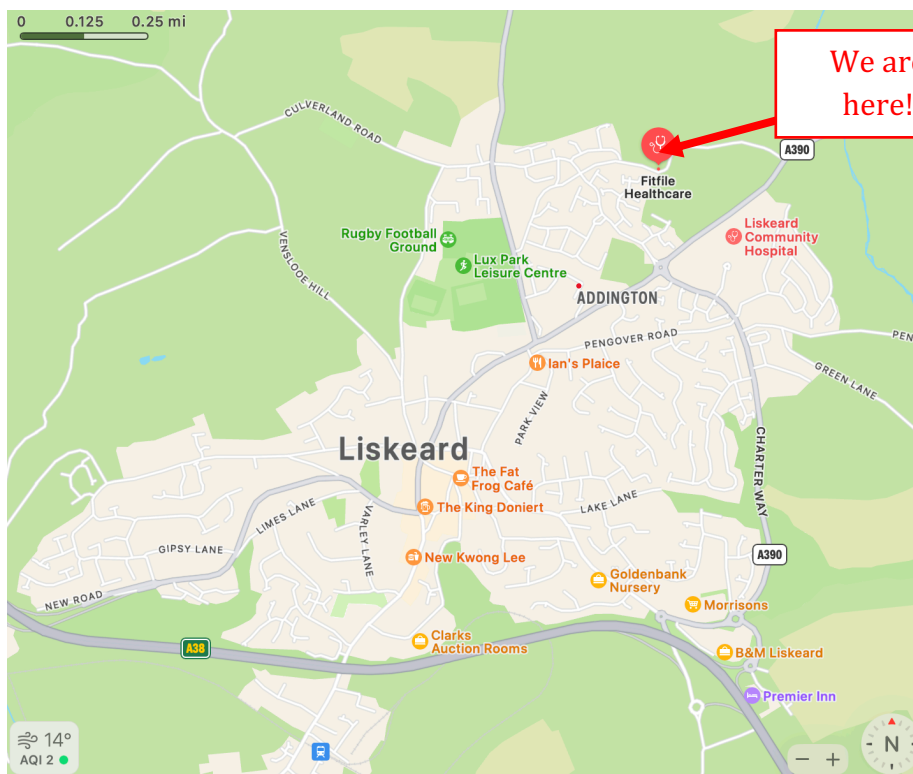 0 0.125 0.25 mi
We are
here!
CULVERLAND ROAD
A390
Fitfile
Healthcare
Liskeard
Community
Hospital
Rugby Football
Ground
VENSLOOE HILL
Lux Park
Leisure Centre
ADDINGTON
PENGOVER ROAD
PEN
Ian's Plaice
GREEN LANE
PARK VIEW
Liskeard
CHARTER WAY
The Fat
Frog Café
The King Doniert
LAKE LANE
LIMES LANE
VARLEY LANE
GIPSY LANE
New Kwong Lee
A390
Goldenbank
Nursery
NEW ROAD
Morrisons
Clarks
Auction Rooms
A38
B&M Liskeard
Premier Inn
14°
AQI 2
− +
N